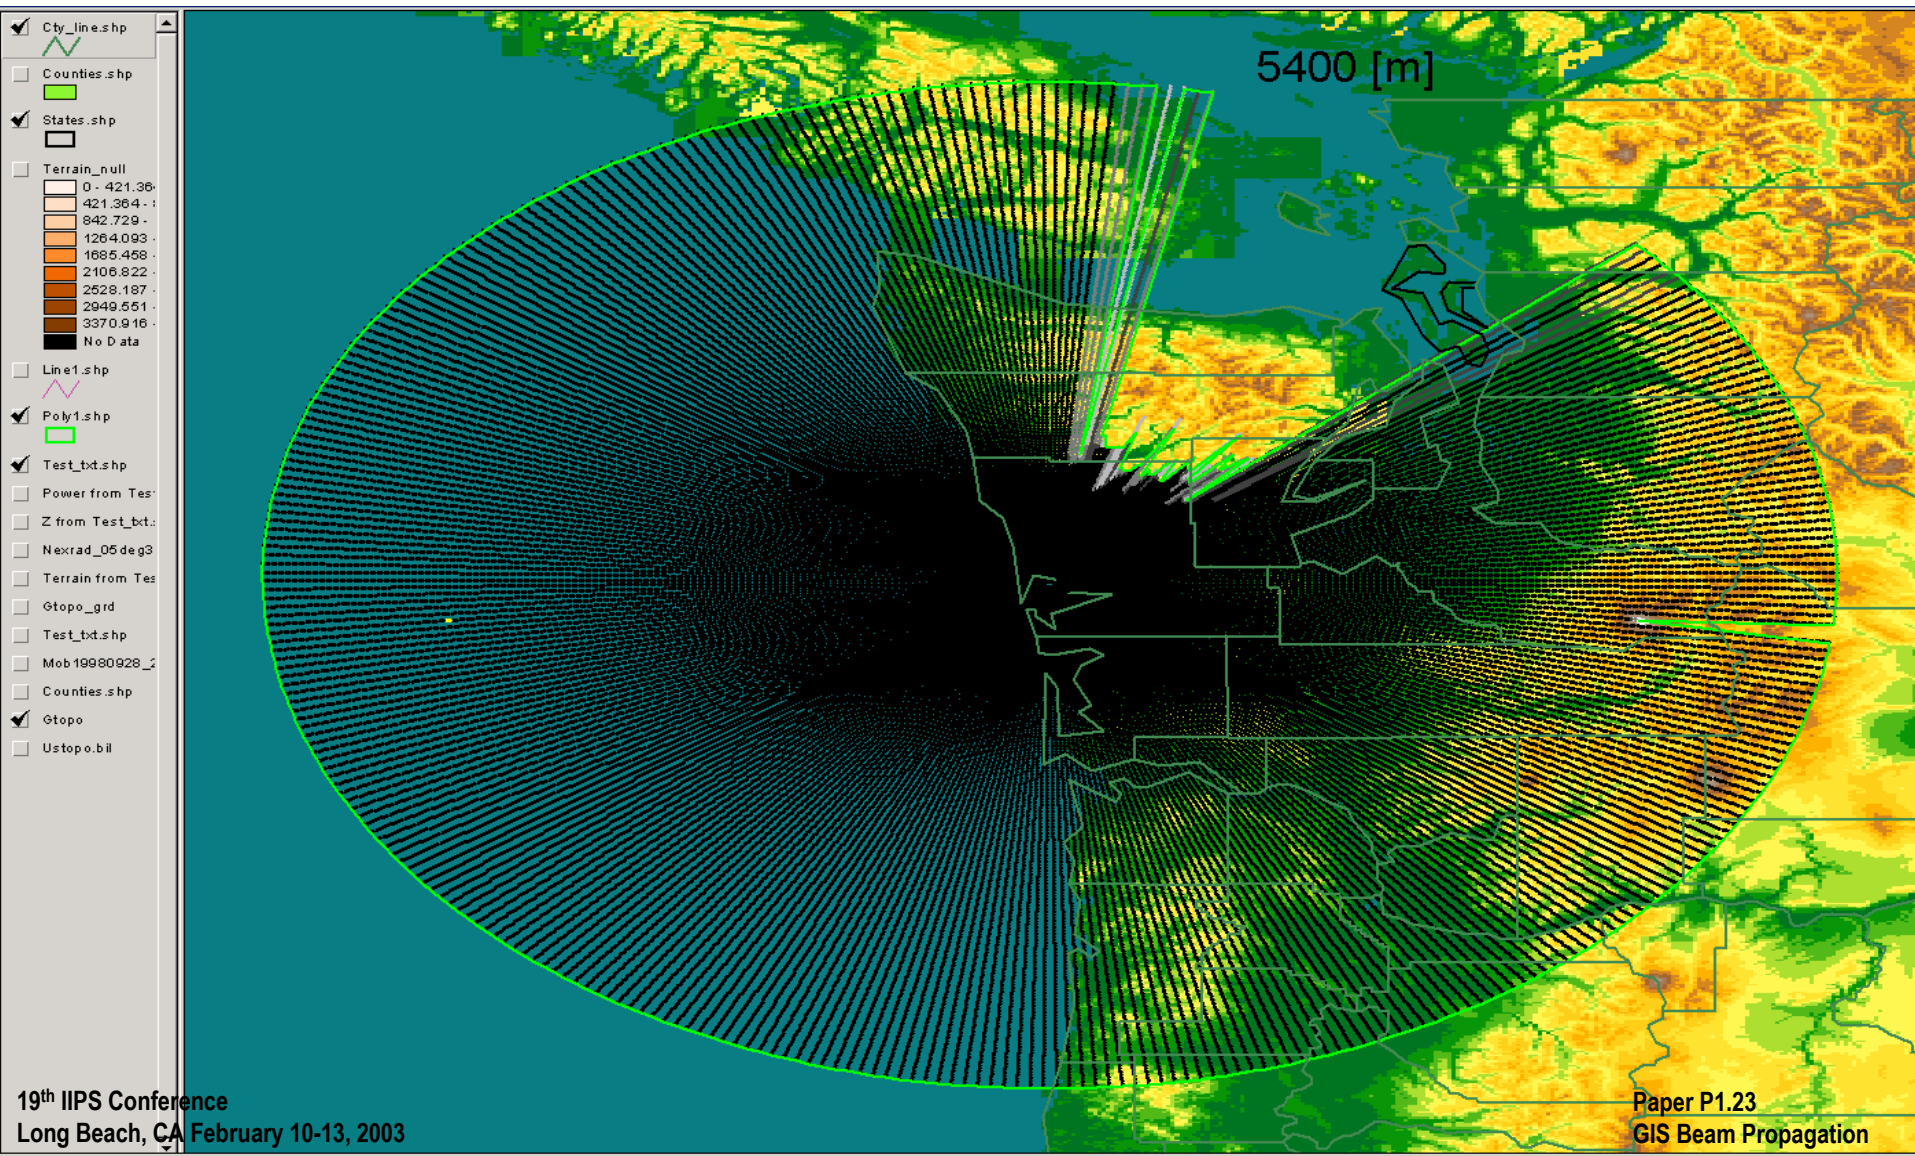 Cty_line.shp
Counties.shp
States.shp
Terrain_null
0 - 421.36
421.364 -
842.729 -
1264.093 -
1685.458 -
2106.822 -
2528.187 -
2949.551 -
3370.916 -
No Data
Line1.shp
Poly1.shp
Test_txt.shp
Power from Tes
Z from Test_txt.
Nexrad_05deg3
Terrain from Tes
Gtopo_grd
Test_txt.shp
Mob19980928_2
Counties.shp
Gtopo
Ustopo.bil
5400 [m]
19th IIPS Conference
Long Beach, CA February 10-13, 2003
Paper P1.23
GIS Beam Propagation